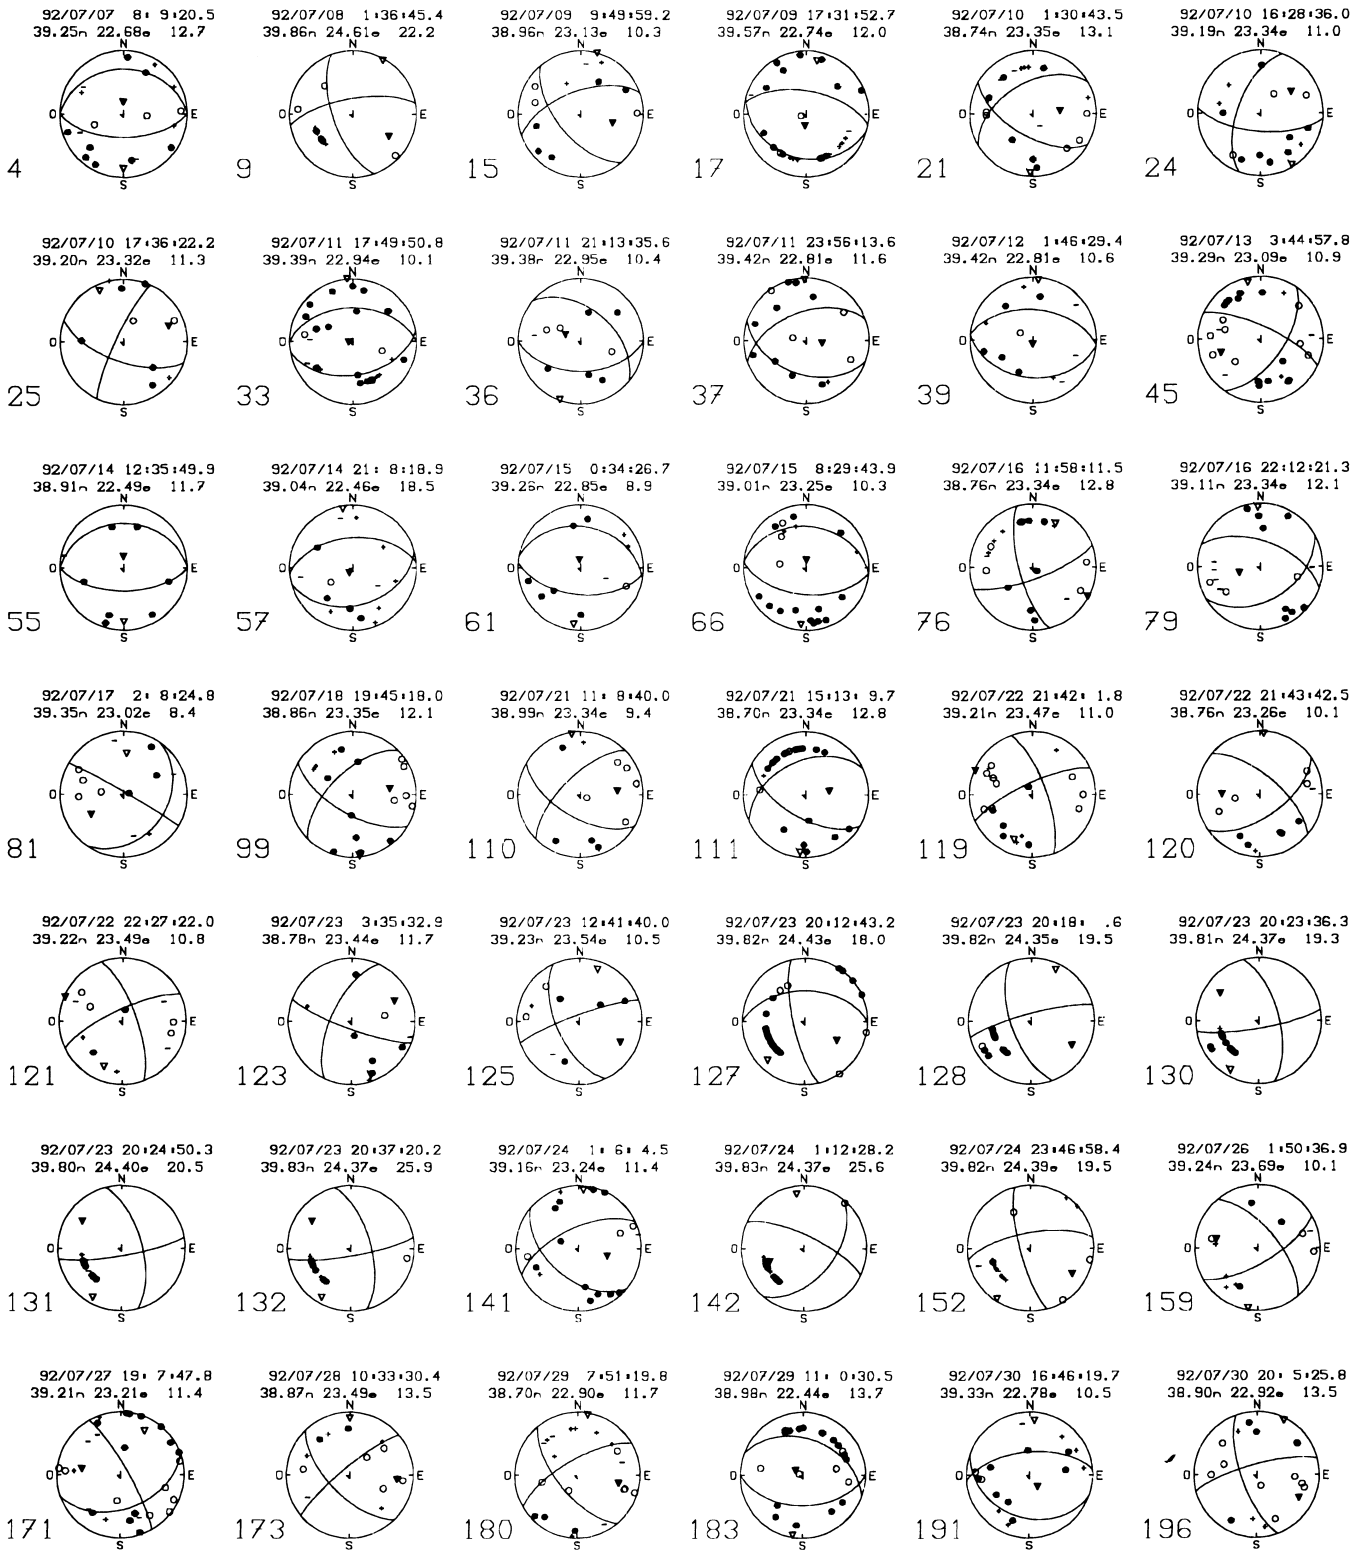 92/07/07 8: 9:20.5
39.25n 22.68e 12.7
N
O E
S
4
92/07/08 1:36:45.4
39.86n 24.61e 22.2
N
O E
S
9
92/07/09 9:49:59.2
38.96n 23.13e 10.3
N
O E
S
15
92/07/09 17:31:52.7
39.57n 22.74e 12.0
N
O E
S
17
92/07/10 1:30:43.5
38.74n 23.35e 13.1
N
O E
S
21
92/07/10 16:28:36.0
39.19n 23.34e 11.0
N
O E
S
24
92/07/10 17:36:22.2
39.20n 23.32e 11.3
N
O E
S
25
92/07/11 17:49:50.8
39.39n 22.94e 10.1
N
O E
S
33
92/07/11 21:13:35.6
39.38n 22.95e 10.4
N
O E
S
36
92/07/11 23:56:13.6
39.42n 22.81e 11.6
N
O E
S
37
92/07/12 1:46:29.4
39.42n 22.81e 10.6
N
O E
S
39
92/07/13 3:44:57.8
39.29n 23.09e 10.9
N
O E
S
45
92/07/14 12:35:49.9
38.91n 22.49e 11.7
N
O E
S
55
92/07/14 21: 8:18.9
39.04n 22.46e 18.5
N
O E
S
57
92/07/15 0:34:26.7
39.26n 22.85e 8.9
N
O E
S
61
92/07/15 8:29:43.9
39.01n 23.25e 10.3
N
O E
S
66
92/07/16 11:58:11.5
38.76n 23.34e 12.8
N
O E
S
76
92/07/16 22:12:21.3
39.11n 23.34e 12.1
N
O E
S
79
92/07/17 2: 8:24.8
39.35n 23.02e 8.4
N
O E
S
81
92/07/18 19:45:18.0
38.86n 23.35e 12.1
N
O E
S
99
92/07/21 11: 8:40.0
38.99n 23.34e 9.4
N
O E
S
110
92/07/21 15:13: 9.7
38.70n 23.34e 12.8
N
O E
S
111
92/07/22 21:42: 1.8
39.21n 23.47e 11.0
N
O E
S
119
92/07/22 21:43:42.5
38.76n 23.26e 10.1
N
O E
S
120
92/07/22 22:27:22.0
39.22n 23.49e 10.8
N
O E
S
121
92/07/23 3:35:32.9
38.78n 23.44e 11.7
N
O E
S
123
92/07/23 12:41:40.0
39.23n 23.54e 10.5
N
O E
S
125
92/07/23 20:12:43.2
39.82n 24.43e 18.0
N
O E
S
127
92/07/23 20:18: .6
39.82n 24.35e 19.5
N
O E
S
128
92/07/23 20:23:36.3
39.81n 24.37e 19.3
N
O E
S
130
92/07/23 20:24:50.3
39.80n 24.40e 20.5
N
O E
S
131
92/07/23 20:37:20.2
39.83n 24.37e 25.9
N
O E
S
132
92/07/24 1: 6: 4.5
39.16n 23.24e 11.4
N
O E
S
141
92/07/24 1:12:28.2
39.83n 24.37e 25.6
N
O E
S
142
92/07/24 23:46:58.4
39.82n 24.39e 19.5
N
O E
S
152
92/07/26 1:50:36.9
39.24n 23.69e 10.1
N
O E
S
159
92/07/27 19: 7:47.8
39.21n 23.21e 11.4
N
O E
S
171
92/07/28 10:33:30.4
38.87n 23.49e 13.5
N
O E
S
173
92/07/29 7:51:19.8
38.70n 22.90e 11.7
N
O E
S
180
92/07/29 11: 0:30.5
38.98n 22.44e 13.7
N
O E
S
183
92/07/30 16:46:19.7
39.33n 22.78e 10.5
N
O E
S
191
92/07/30 20: 5:25.8
38.90n 22.92e 13.5
N
O E
S
196